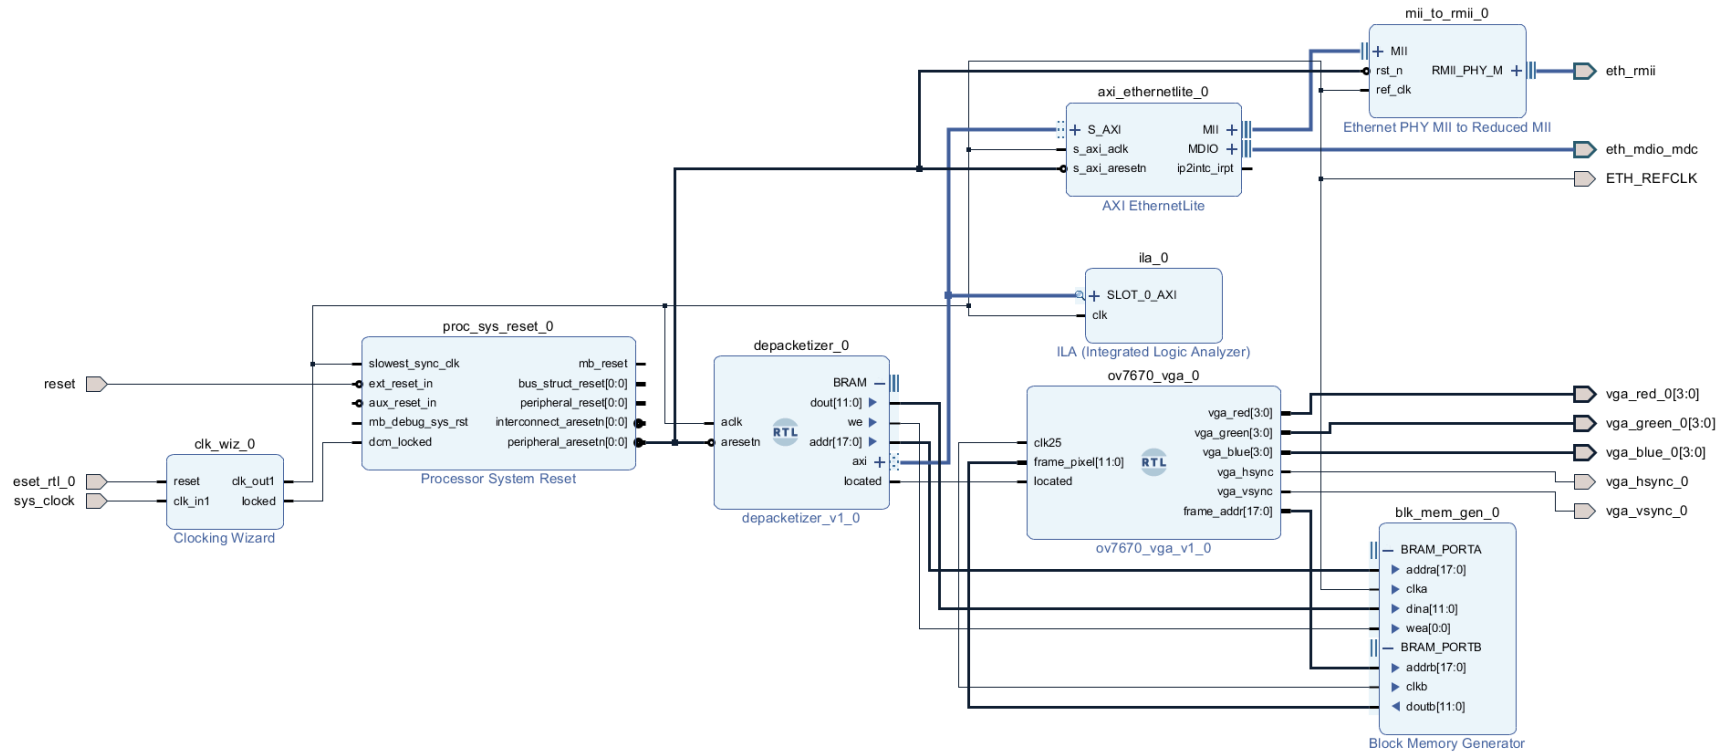 mii_to_rmii_0
MII
rst_n
ref_clk
RMII_PHY_M
Ethernet PHY MII to Reduced MII
eth_rmii
axi_ethernetlite_0
S_AXI
s_axi_aclk
s_axi_aresetn
MII
MDIO
ip2intc_irpt
AXI EthernetLite
eth_mdio_mdc
ETH_REFCLK
ila_0
SLOT_0_AXI
clk
ILA (Integrated Logic Analyzer)
proc_sys_reset_0
slowest_sync_clk
ext_reset_in
aux_reset_in
mb_debug_sys_rst
dcm_locked
mb_reset
bus_struct_reset[0:0]
peripheral_reset[0:0]
interconnect_aresetn[0:0]
peripheral_aresetn[0:0]
Processor System Reset
reset
clk_wiz_0
reset
clk_in1
clk_out1
locked
Clocking Wizard
eset_rtl_0
sys_clock
depacketizer_0
aclk
aresetn
RTL
BRAM
dout[11:0]
we
addr[17:0]
axi
located
depacketizer_v1_0
ov7670_vga_0
clk25
frame_pixel[11:0]
located
RTL
vga_red[3:0]
vga_green[3:0]
vga_blue[3:0]
vga_hsync
vga_vsync
frame_addr[17:0]
ov7670_vga_v1_0
vga_red_0[3:0]
vga_green_0[3:0]
vga_blue_0[3:0]
vga_hsync_0
vga_vsync_0
blk_mem_gen_0
BRAM_PORTA
addra[17:0]
clka
dina[11:0]
wea[0:0]
BRAM_PORTB
addrb[17:0]
clkb
doutb[11:0]
Block Memory Generator